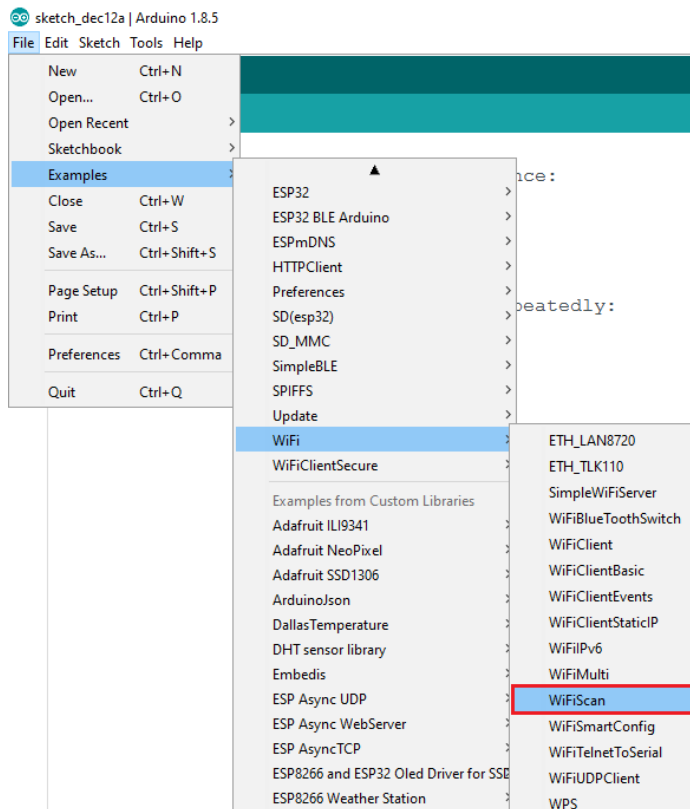 sketch_dec12a | Arduino 1.8.5
File Edit Sketch Tools Help
New Ctrl+N
Open... Ctrl+O
Open Recent
Sketchbook
Examples
Close Ctrl+W
Save Ctrl+S
Save As... Ctrl+Shift+S
Page Setup Ctrl+Shift+P
Print Ctrl+P
Preferences Ctrl+Comma
Quit Ctrl+Q
nce:
peatedly:
ESP32
ESP32 BLE Arduino
ESPmDNS
HTTPClient
Preferences
SD(esp32)
SD_MMC
SimpleBLE
SPIFFS
Update
WiFi
WiFiClientSecure
Examples from Custom Libraries
Adafruit ILI9341
Adafruit NeoPixel
Adafruit SSD1306
ArduinoJson
DallasTemperature
DHT sensor library
Embedis
ESP Async UDP
ESP Async WebServer
ESP AsyncTCP
ESP8266 and ESP32 Oled Driver for SSD
ESP8266 Weather Station
ETH_LAN8720
ETH_TLK110
SimpleWiFiServer
WiFiBlueToothSwitch
WiFiClient
WiFiClientBasic
WiFiClientEvents
WiFiClientStaticIP
WiFiIPv6
WiFiMulti
WiFiScan
WiFiSmartConfig
WiFiTelnetToSerial
WiFiUDPClient
WPS